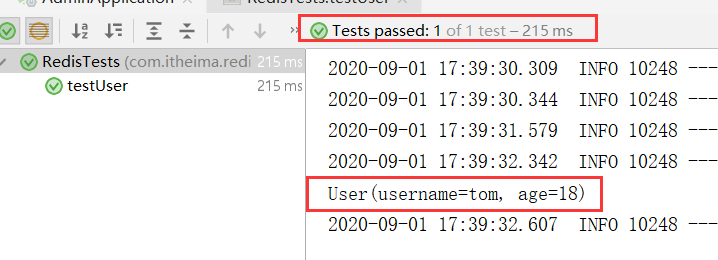 AdminApplication
RedisTests.testUser
Tests passed: 1 of 1 test – 215 ms
RedisTests (com.itheima.redi 215 ms
testUser 215 ms
2020-09-01 17:39:30.309 INFO 10248 ---
2020-09-01 17:39:30.344 INFO 10248 ---
2020-09-01 17:39:31.579 INFO 10248 ---
2020-09-01 17:39:32.342 INFO 10248 ---
User(username=tom, age=18)
2020-09-01 17:39:32.607 INFO 10248 ---